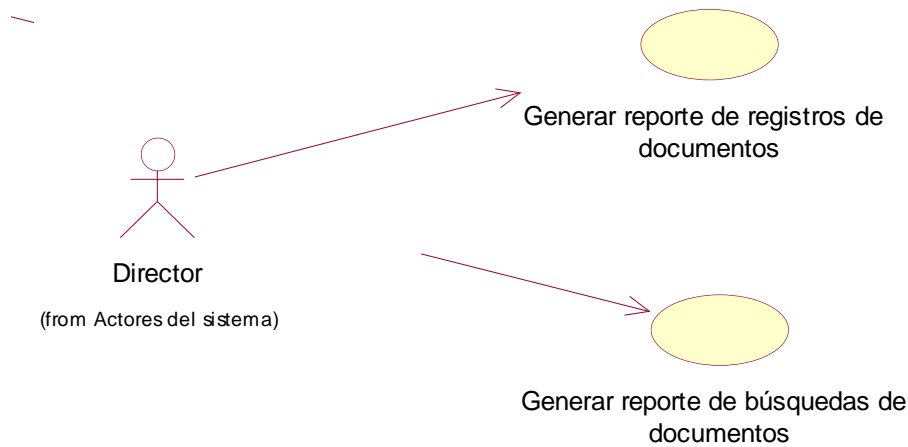 Generar reporte de registros de
documentos
Director
(from Actores del sistema)
Generar reporte de búsquedas de
documentos